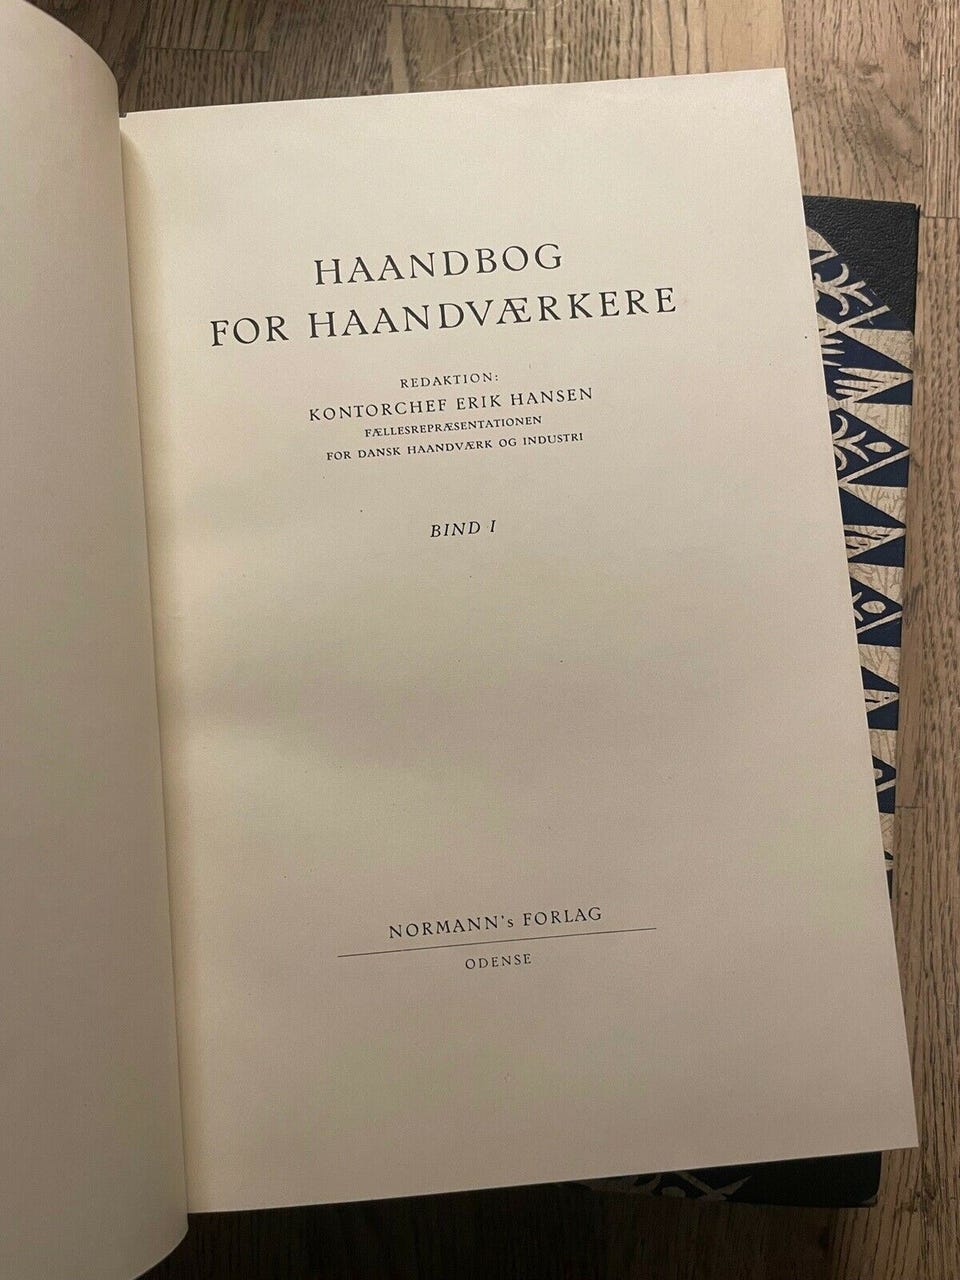 HAANDBOG
FOR HAANDVÆRKERE
REDAKTION:
KONTORCHEF ERIK HANSEN
FÆLLESREPRÆSENTATIONEN
FOR DANSK HAANDVÆRK OG INDUSTRI
BIND I
NORMANN's FORLAG
ODENSE